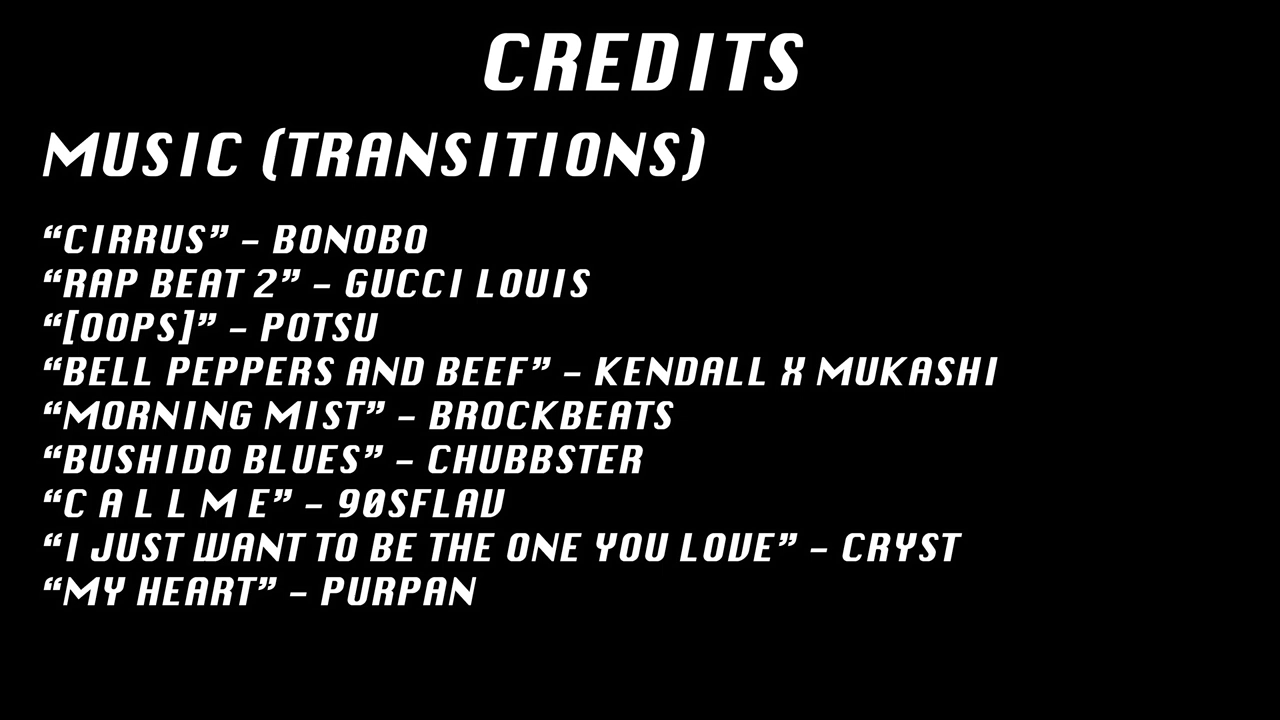 CREDITS
MUSIC (TRANSITIONS)
“CIRRUS” – BONOBO
“RAP BEAT 2” – GUCCI LOUIS
“[OOPS]” – POTSU
“BELL PEPPERS AND BEEF” – KENDALL X MUKASHI
“MORNING MIST” – BROCKBEATS
“BUSHIDO BLUES” – CHUBBSTER
“C A L L M E” – 90SFLAV
“I JUST WANT TO BE THE ONE YOU LOVE” – CRYST
“MY HEART” – PURPAN